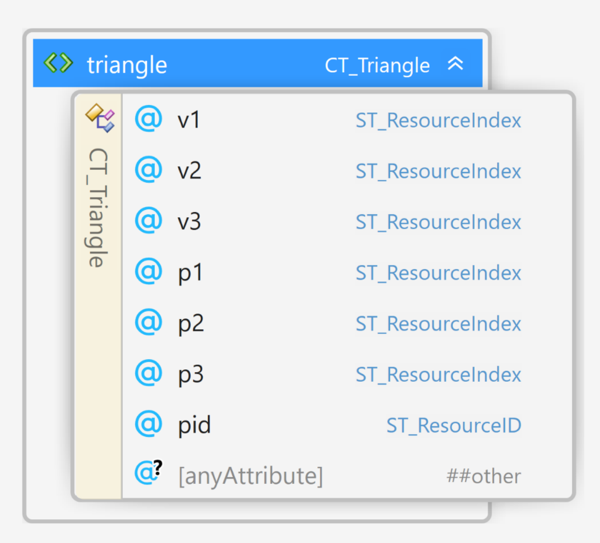 triangle CT_Triangle
CT_Triangle
@ v1 ST_ResourceIndex
@ v2 ST_ResourceIndex
@ v3 ST_ResourceIndex
@ p1 ST_ResourceIndex
@ p2 ST_ResourceIndex
@ p3 ST_ResourceIndex
@ pid ST_ResourceID
@? [anyAttribute] ##other